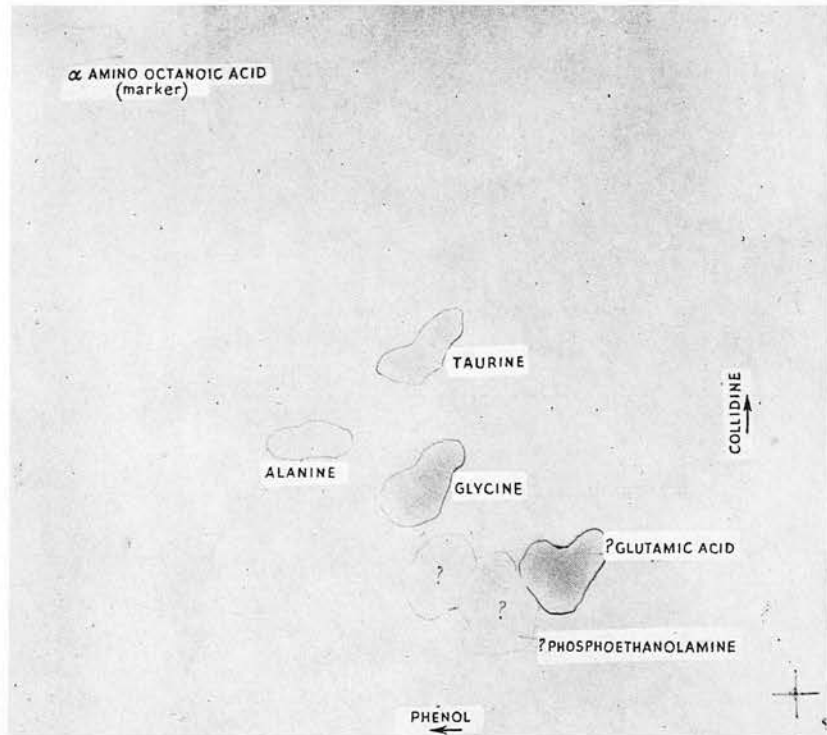 α AMINO OCTANOIC ACID
(marker)
TAURINE
COLLIDINE
ALANINE
GLYCINE
?GLUTAMIC ACID
?
?
?PHOSPHOETHANOLAMINE
PHENOL